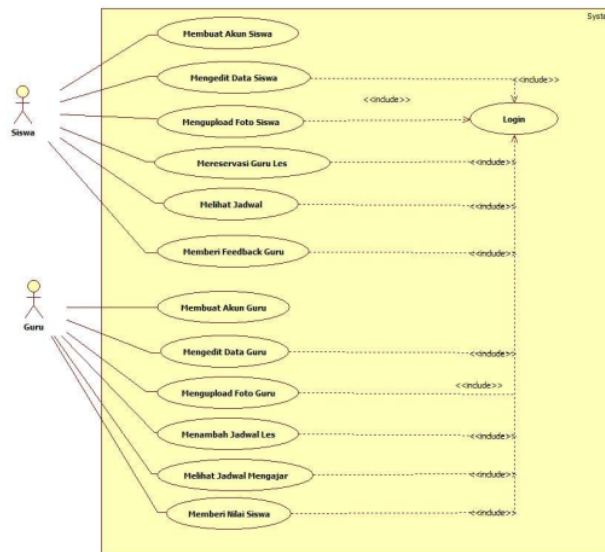 Syste
Membuat Akun Siswa
Mengedit Data Siswa
<<include>>
Siswa
Mengupload Foto Siswa
<<include>>
Login
Mereservasi Guru Les
<<include>>
Melihat Jadwal
<<include>>
Memberi Feedback Guru
<<include>>
Guru
Membuat Akun Guru
Mengedit Data Guru
<<include>>
Mengupload Foto Guru
<<include>>
Menambah Jadwal Les
<<include>>
Melihat Jadwal Mengajar
<<include>>
Memberi Nilai Siswa
<<include>>